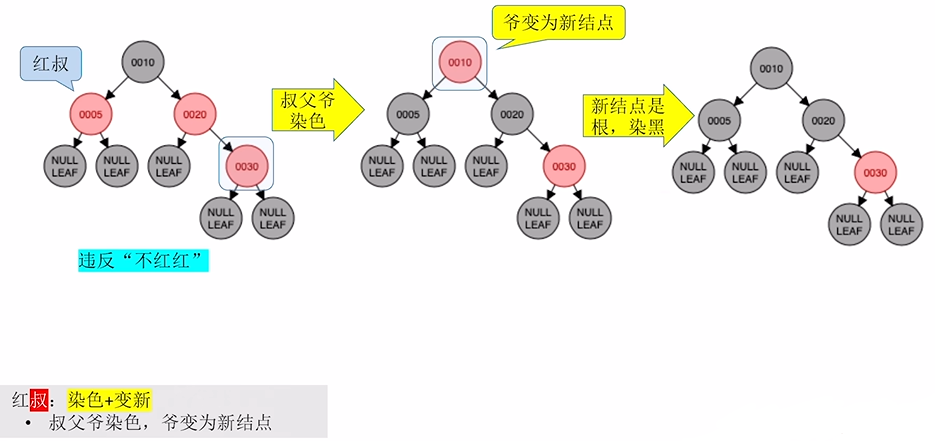 红叔
0010
0005
0020
NULL
LEAF
NULL
LEAF
NULL
LEAF
0030
NULL
LEAF
NULL
LEAF
违反“不红红”
叔父爷
染色
爷变为新结点
0010
0005
0020
NULL
LEAF
NULL
LEAF
NULL
LEAF
0030
NULL
LEAF
NULL
LEAF
新结点是
根，染黑
0010
0005
0020
NULL
LEAF
NULL
LEAF
NULL
LEAF
0030
NULL
LEAF
NULL
LEAF
红叔：染色+变新
• 叔父爷染色，爷变为新结点